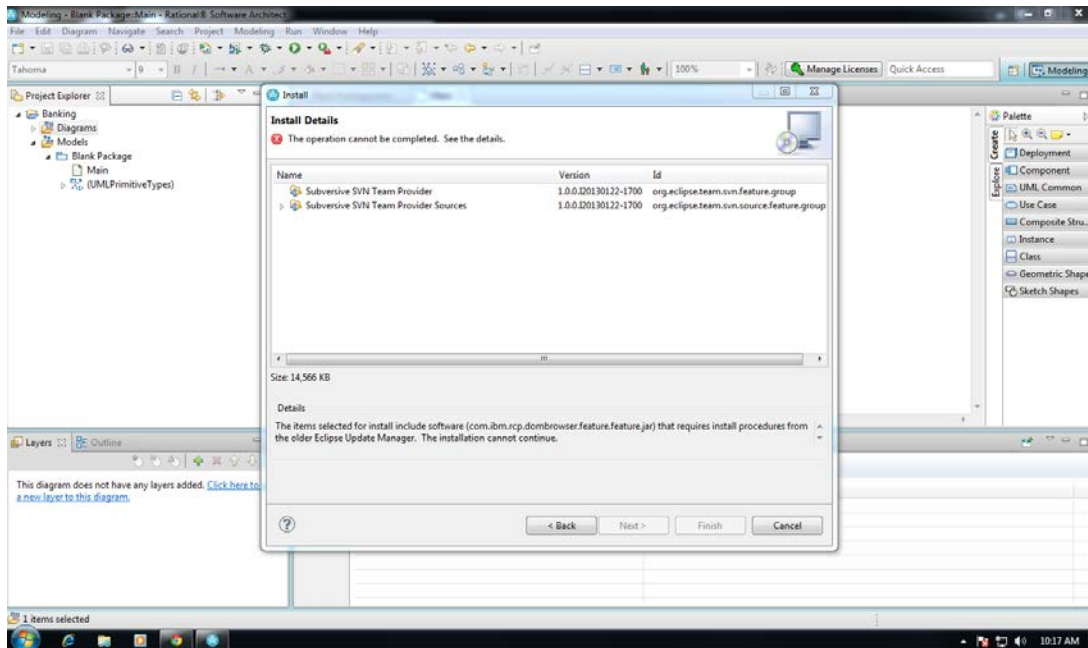 Modeling - Blank Package::Main - Rational® Software Architect
File Edit Diagram Navigate Search Project Modeling Run Window Help
Tahoma 9 B I A 100% Manage Licenses Quick Access Modeling
Project Explorer
Banking
Diagrams
Models
Blank Package
Main
(UMLPrimitiveTypes)
Install
Install Details
The operation cannot be completed. See the details.
Name Version Id
Subversive SVN Team Provider 1.0.0.I20130122-1700 org.eclipse.team.svn.feature.group
Subversive SVN Team Provider Sources 1.0.0.I20130122-1700 org.eclipse.team.svn.source.feature.group
Size: 14,566 KB
Details
The items selected for install include software (com.ibm.rcp.dombrowser.feature.feature.jar) that requires install procedures from
the older Eclipse Update Manager. The installation cannot continue.
< Back Next > Finish Cancel
Palette
Create
Explore
Deployment
Component
UML Common
Use Case
Composite Stru..
Instance
Class
Geometric Shape
Sketch Shapes
Layers Outline
This diagram does not have any layers added. Click here to
a new layer to this diagram.
1 items selected
10:17 AM